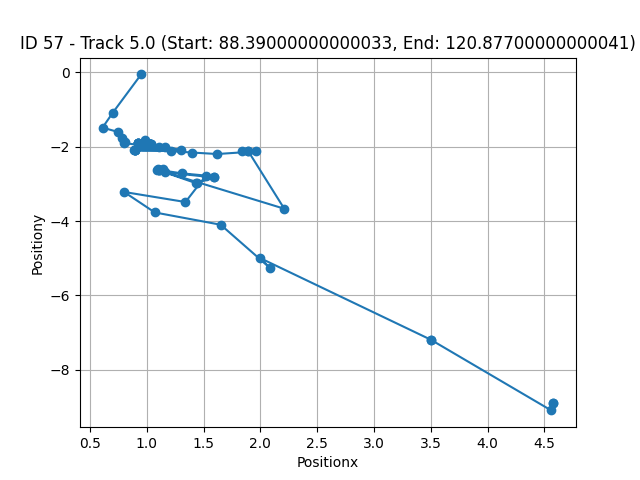 ID 57 - Track 5.0 (Start: 88.39000000000033, End: 120.87700000000041)
0
−2
−4
−6
−8
Positiony
0.5 1.0 1.5 2.0 2.5 3.0 3.5 4.0 4.5
Positionx